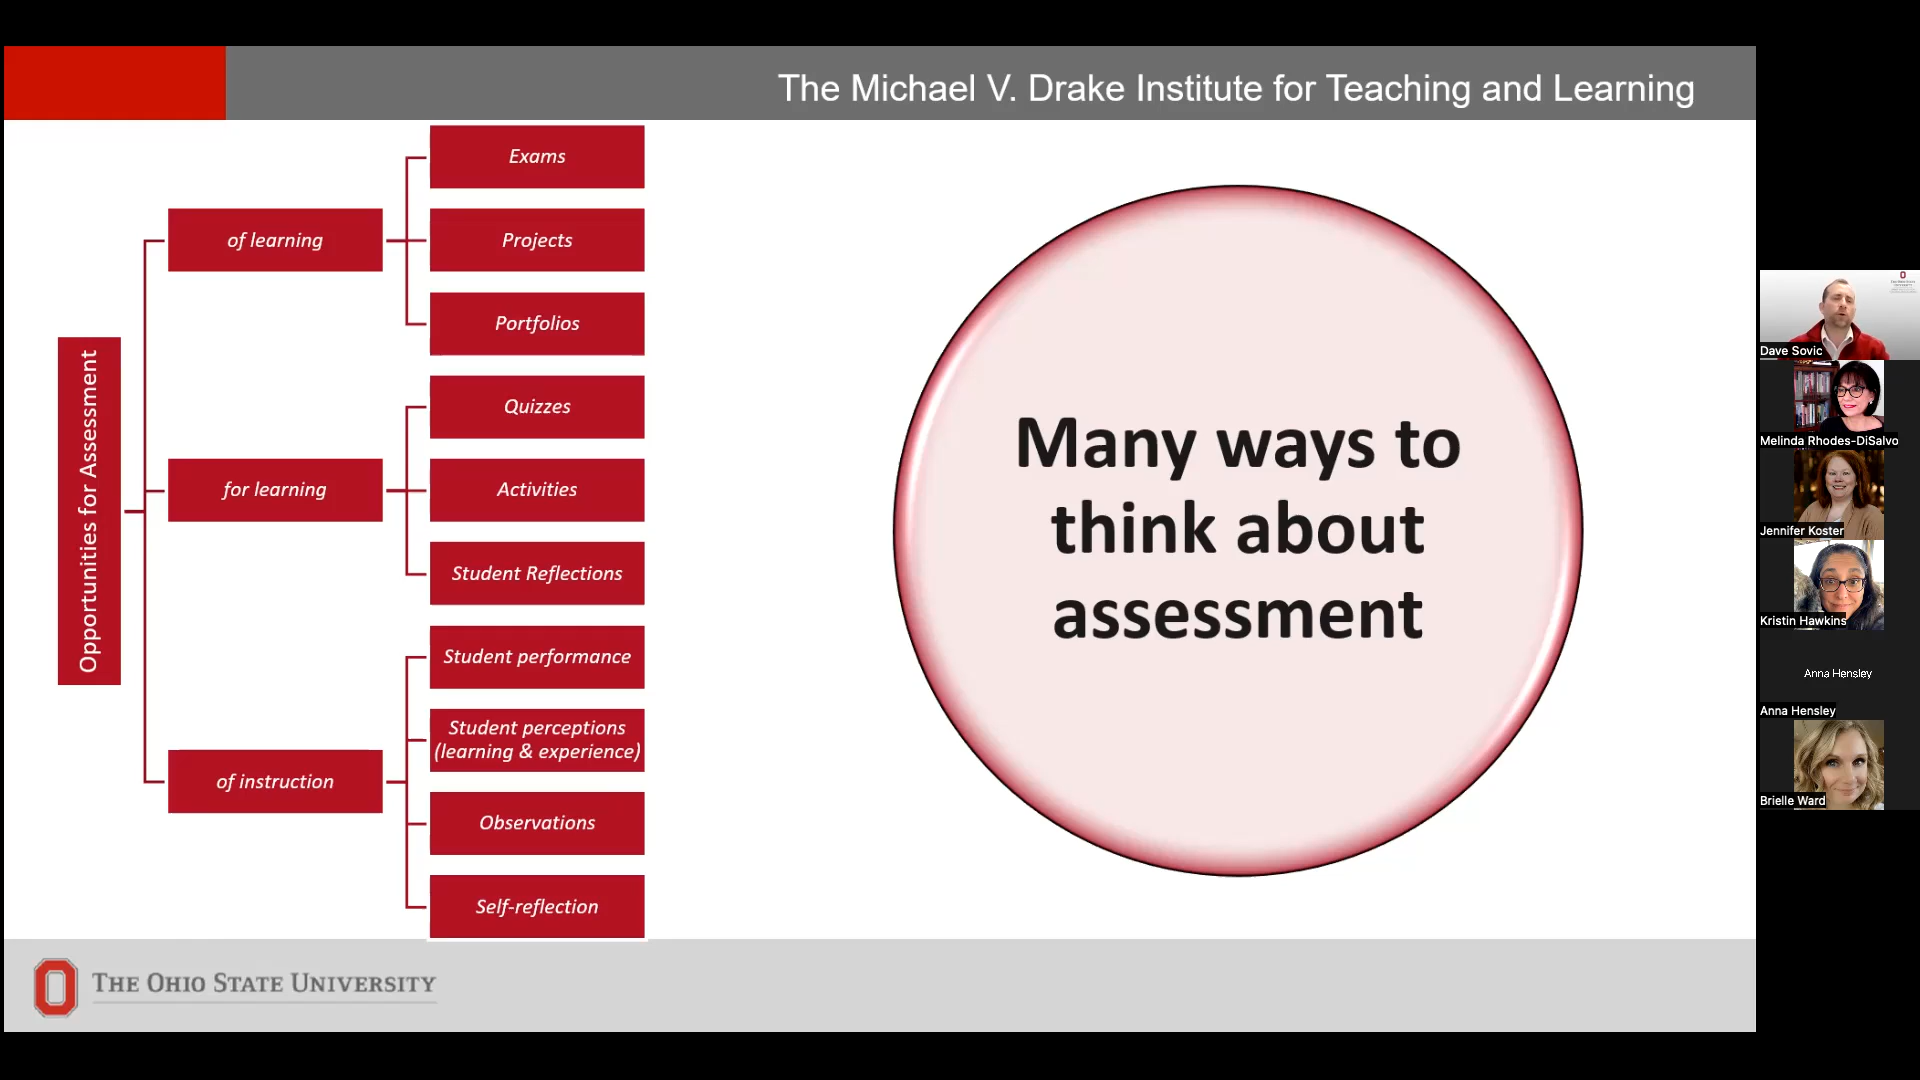 The Michael V. Drake Institute for Teaching and Learning
Opportunities for Assessment
of learning
Exams
Projects
Portfolios
for learning
Quizzes
Activities
Student Reflections
of instruction
Student performance
Student perceptions
(learning & experience)
Observations
Self-reflection
Many ways to
think about
assessment
THE OHIO STATE UNIVERSITY
Dave Sovic
Melinda Rhodes-DiSalvo
Jennifer Koster
Kristin Hawkins
Anna Hensley
Anna Hensley
Brielle Ward